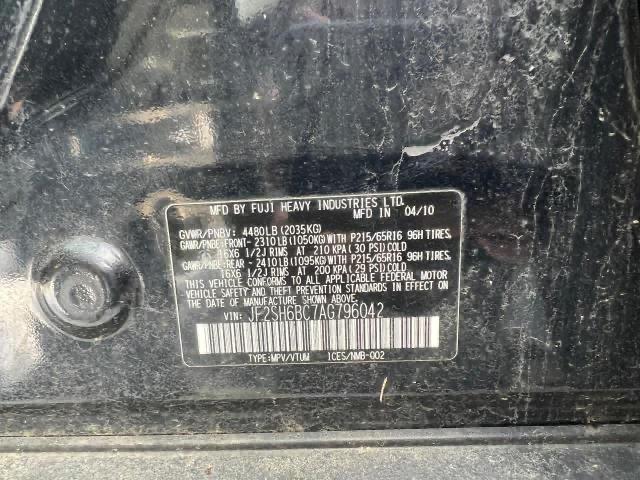 MFD BY FUJI HEAVY INDUSTRIES LTD.
MADE IN 04/10
GVWR/PNBV: 4480LB(2035KG)
GAWR/PNBE:FRONT- 2310LB(1050KG)WITH P215/65R16 96H TIRES,
16X6 1/2J RIMS AT 210 KPA ( 30 PSI)COLD
GAWR/PNBE:REAR - 2410LB(1095KG)WITH P215/65R16 96H TIRES,
16X6 1/2J RIMS AT 200 KPA( 29 PSI)COLD
THIS VEHICLE CONFORMS TO ALL APPLICABLE FEDERAL MOTOR
VEHICLE SAFETY STANDARDS IN EFFECT ON THE DATE OF
MANUFACTURE SHOWN ABOVE.
VIN: JF2SH6BC7AG796042
TYPE:MPV/VTUM ICES/NMB-002